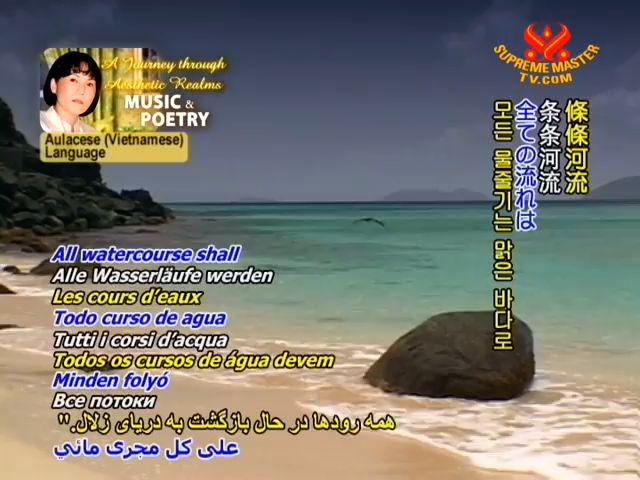 A Journey through
Aesthetic Realms
MUSIC &
POETRY
Aulacese (Vietnamese)
Language
SUPREME MASTER
TV.COM
條條河流
条条河流
全ての流れは
모든 물줄기는 맑은 바다로
All watercourse shall
Alle Wasserläufe werden
Les cours d'eaux
Todo curso de agua
Tutti i corsi d'acqua
Todos os cursos de água devem
Minden folyó
Все потоки
همه رودها در حال بازگشت به دریای زلال."
على كل مجرى مائي